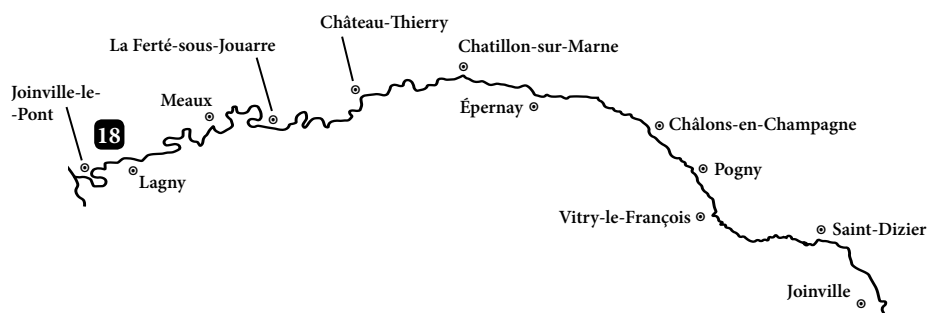 Château-Thierry
La Ferté-sous-Jouarre
Chatillon-sur-Marne
Joinville-le-
-Pont
Meaux
Épernay
18
Châlons-en-Champagne
Lagny
Pogny
Vitry-le-François
Saint-Dizier
Joinville